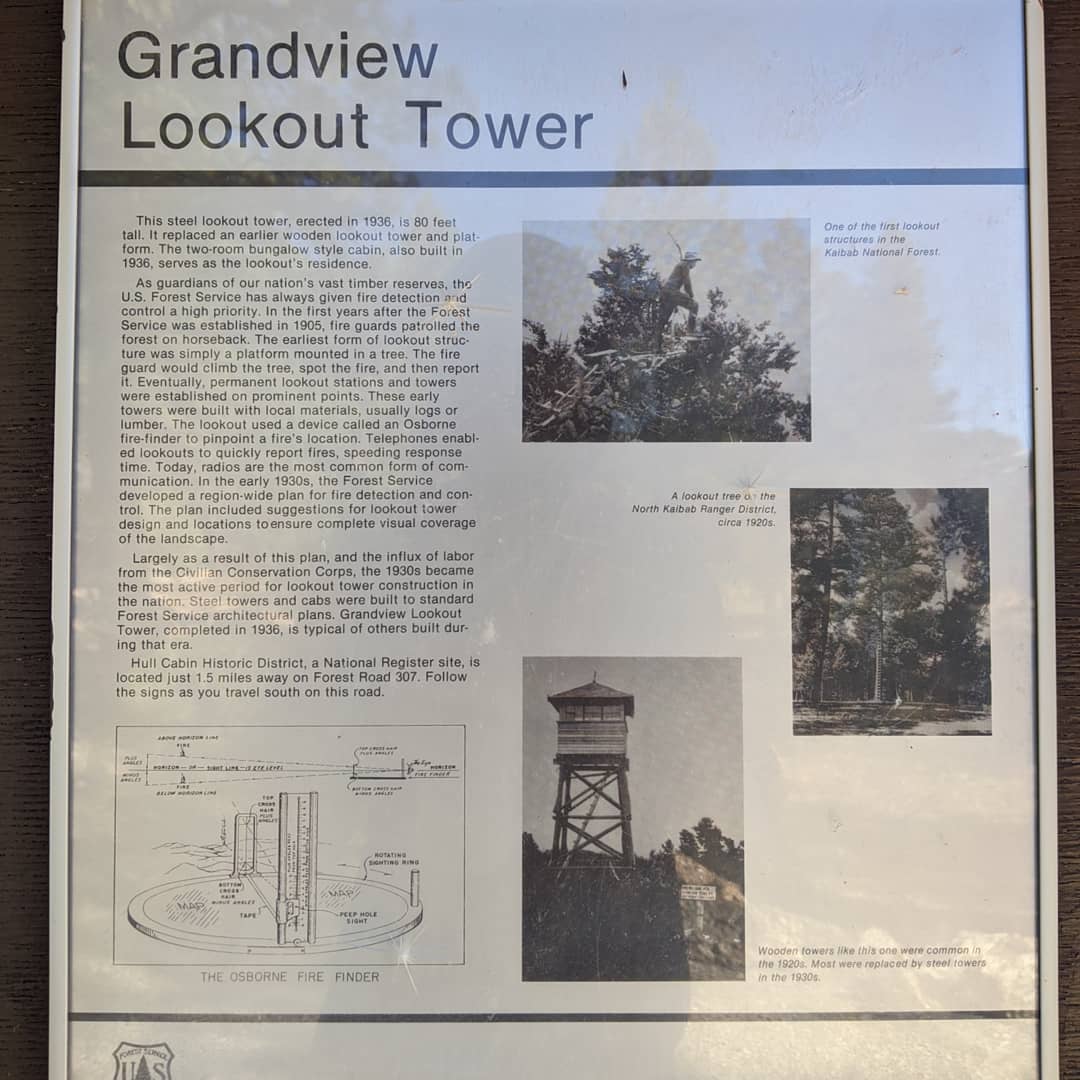 Grandview
Lookout Tower
This steel lookout tower, erected in 1936, is 80 feet
tall. It replaced an earlier wooden lookout tower and plat-
form. The two-room bungalow style cabin, also built in
1936, serves as the lookout's residence.
As guardians of our nation's vast timber reserves, the
U.S. Forest Service has always given fire detection and
control a high priority. In the first years after the Forest
Service was established in 1905, fire guards patrolled the
forest on horseback. The earliest form of lookout struc-
ture was simply a platform mounted in a tree. The fire
guard would climb the tree, spot the fire, and then report
it. Eventually, permanent lookout stations and towers
were established on prominent points. These early
towers were built with local materials, usually logs or
lumber. The lookout used a device called an Osborne
fire-finder to pinpoint a fire's location. Telephones enabl-
ed lookouts to quickly report fires, speeding response
time. Today, radios are the most common form of com-
munication. In the early 1930s, the Forest Service
developed a region-wide plan for fire detection and con-
trol. The plan included suggestions for lookout tower
design and locations to ensure complete visual coverage
of the landscape.
Largely as a result of this plan, and the influx of labor
from the Civilian Conservation Corps, the 1930s became
the most active period for lookout tower construction in
the nation. Steel towers and cabs were built to standard
Forest Service architectural plans. Grandview Lookout
Tower, completed in 1936, is typical of others built dur-
ing that era.
Hull Cabin Historic District, a National Register site, is
located just 1.5 miles away on Forest Road 307. Follow
the signs as you travel south on this road.
One of the first lookout
structures in the
Kaibab National Forest.
A lookout tree on the
North Kaibab Ranger District,
circa 1920s.
Wooden towers like this one were common in
the 1920s. Most were replaced by steel towers
in the 1930s.
ABOVE HORIZON LINE
FIRE
PLUS
ANGLES
MINUS
ANGLES
HORIZON — OR — SIGHT LINE — IS EYE LEVEL
FIRE
BELOW HORIZON LINE
TOP CROSS HAIR
PLUS ANGLES
BOTTOM CROSS HAIR
MINUS ANGLES
HORIZON
FIRE FINDER
TOP
CROSS
HAIR
PLUS
ANGLES
ROTATING
SIGHTING RING
BOTTOM
CROSS
HAIR
MINUS ANGLES
MAP
MAP
TAPE
PEEP HOLE
SIGHT
THE OSBORNE FIRE FINDER
FOREST SERVICE
U S